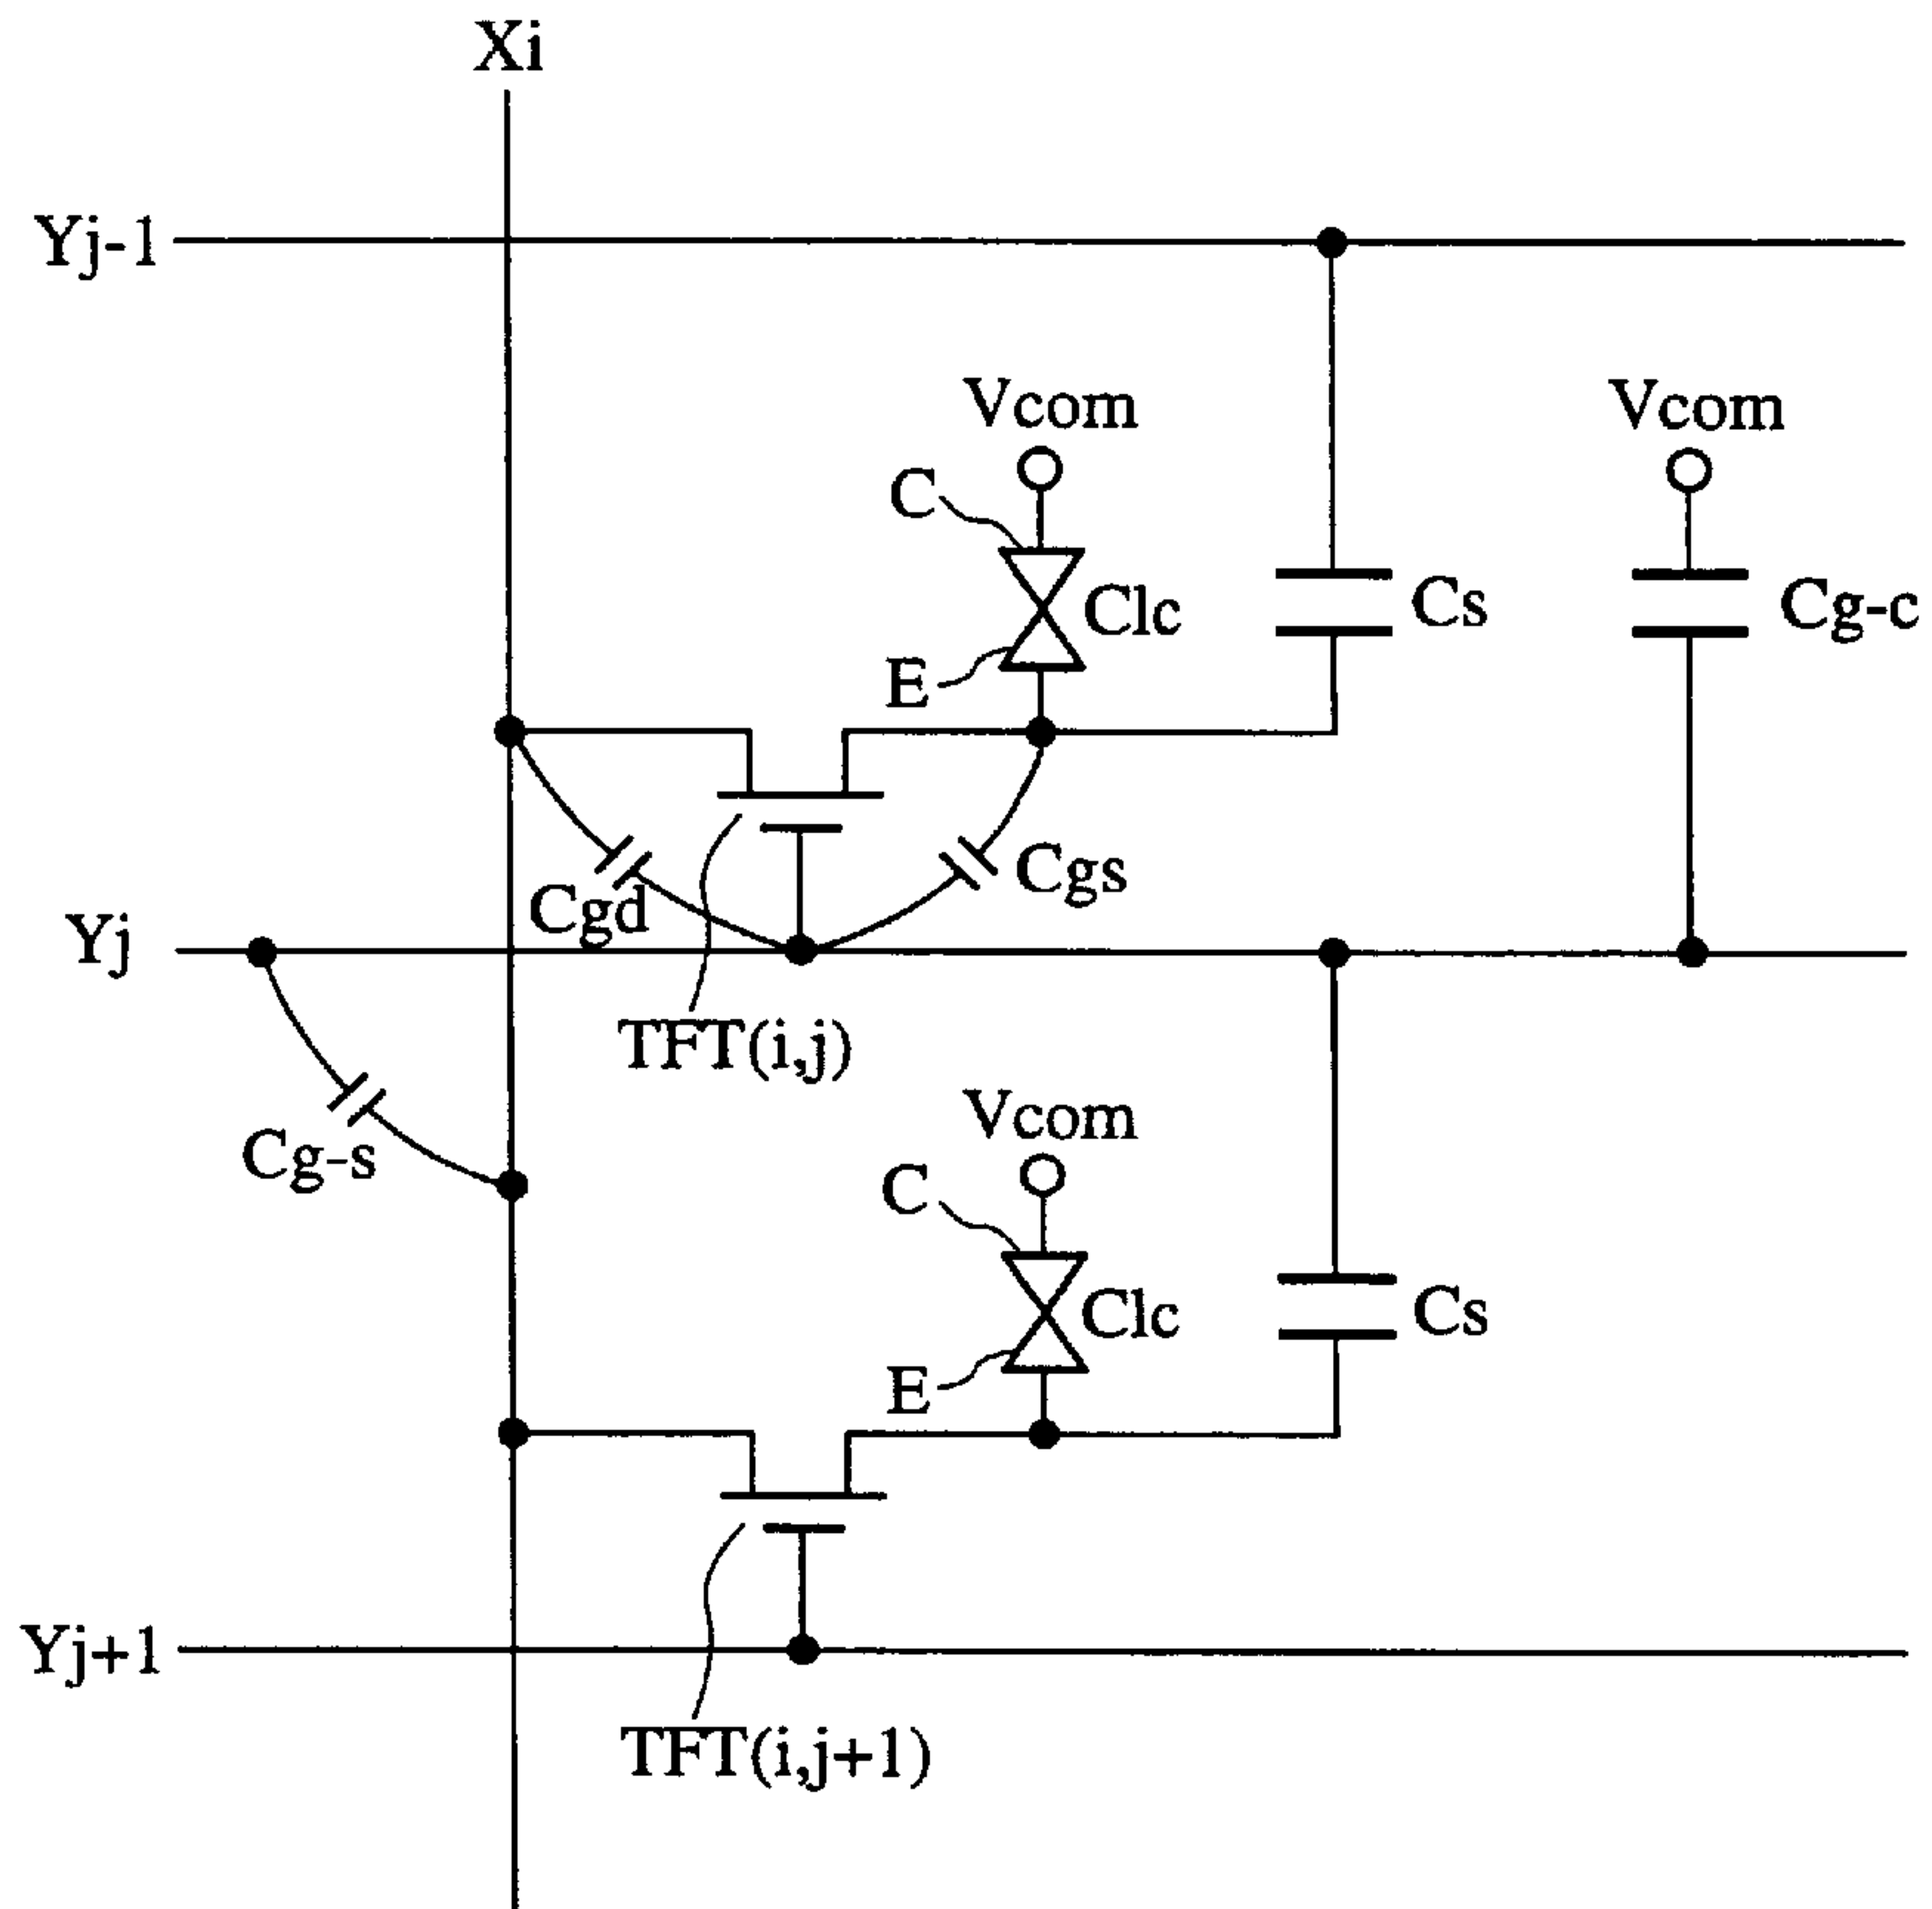 Xi
Yj-1
Vcom
Vcom
C
Clc
Cs
Cg-c
E
Cgs
Cgd
Yj
TFT(i,j)
Vcom
Cg-s
C
Clc
Cs
E
Yj+1
TFT(i,j+1)